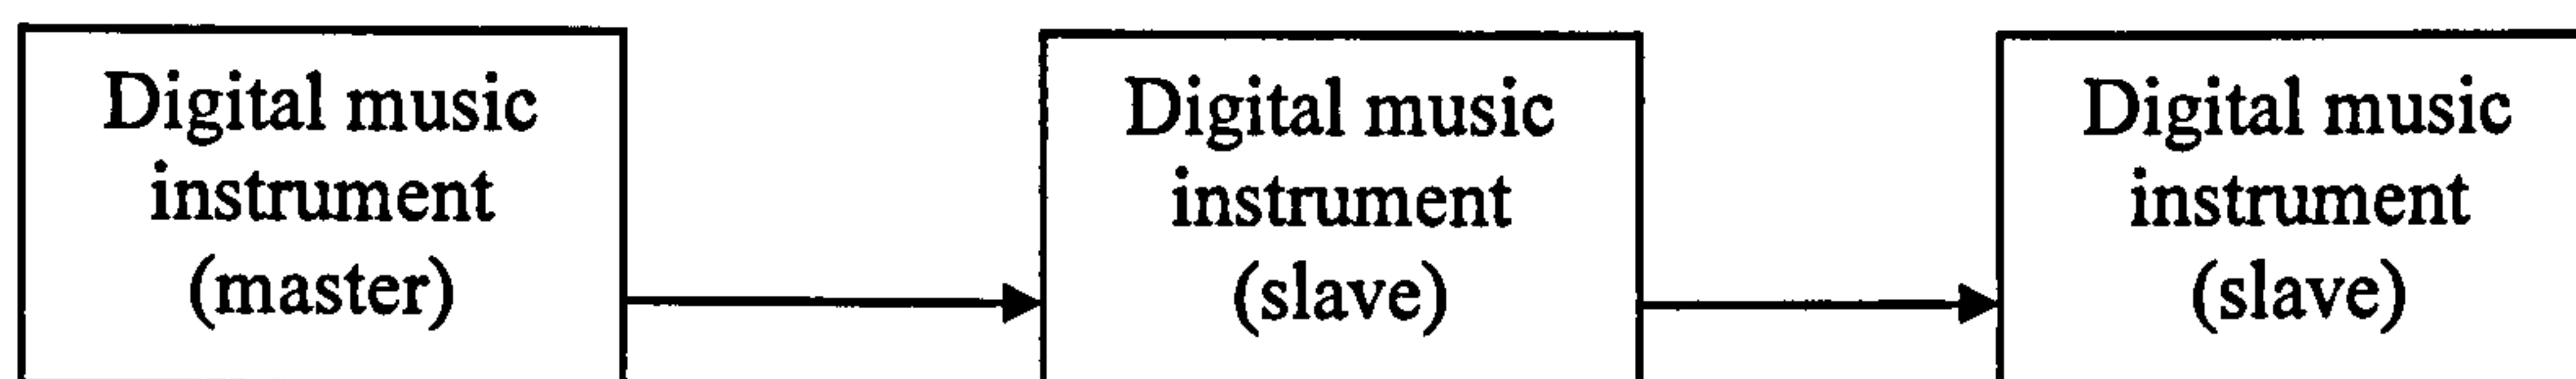 Digital music
instrument
(master)
Digital music
instrument
(slave)
Digital music
instrument
(slave)